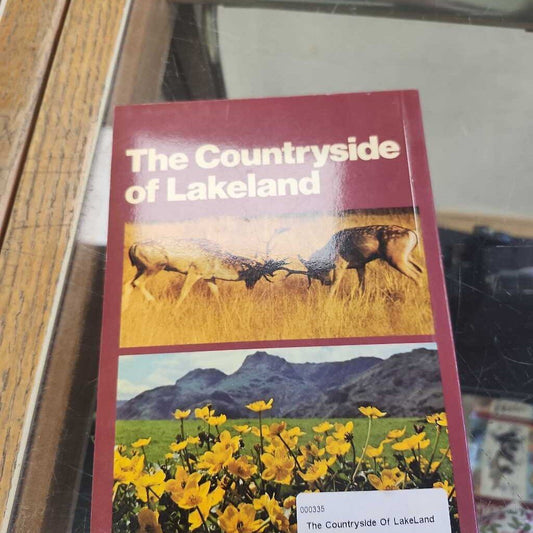 The Countryside
of Lakeland
000335
The Countryside Of LakeLand